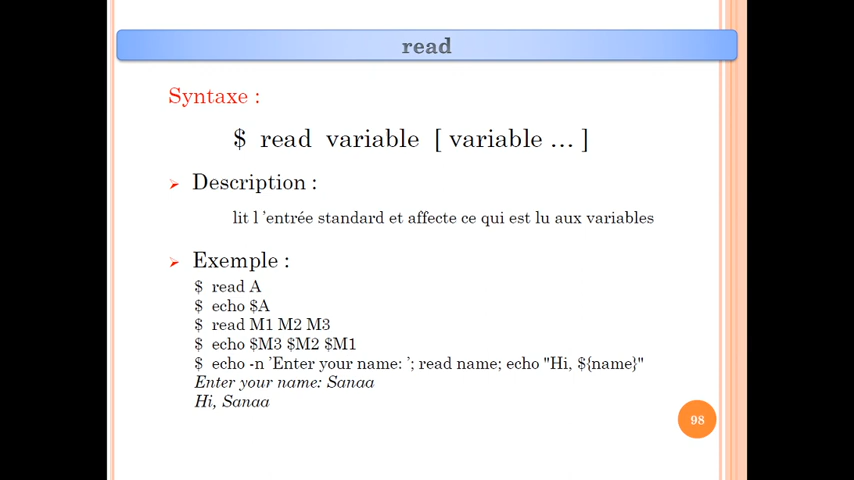 read
Syntaxe :
$ read variable [ variable … ]
Description :
lit l ’entrée standard et affecte ce qui est lu aux variables
Exemple :
$ read A
$ echo $A
$ read M1 M2 M3
$ echo $M3 $M2 $M1
$ echo -n ’Enter your name: ’; read name; echo "Hi, ${name}"
Enter your name: Sanaa
Hi, Sanaa
98